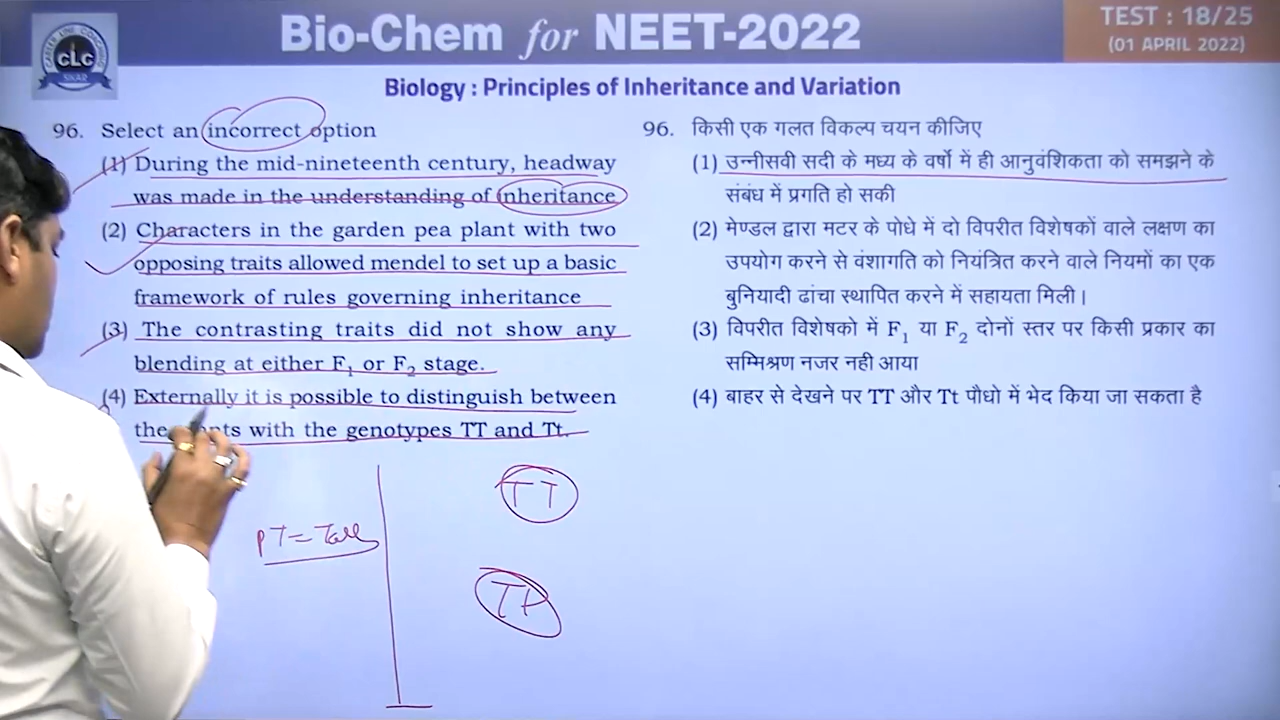 Bio-Chem for NEET-2022
TEST : 18/25
(01 APRIL 2022)
CAREER LINE COACHING
CLC
SIKAR
Biology : Principles of Inheritance and Variation
96. Select an incorrect option
(1) During the mid-nineteenth century, headway
was made in the understanding of inheritance
(2) Characters in the garden pea plant with two
opposing traits allowed mendel to set up a basic
framework of rules governing inheritance
(3) The contrasting traits did not show any
blending at either F₁ or F₂ stage.
(4) Externally it is possible to distinguish between
the with the genotypes TT and Tt.
96. किसी एक गलत विकल्प चयन कीजिए
(1) उन्नीसवी सदी के मध्य के वर्षो में ही आनुवंशिकता को समझने के
संबंध में प्रगति हो सकी
(2) मेण्डल द्वारा मटर के पोधे में दो विपरीत विशेषकों वाले लक्षण का
उपयोग करने से वंशागति को नियंत्रित करने वाले नियमों का एक
बुनियादी ढांचा स्थापित करने में सहायता मिली।
(3) विपरीत विशेषको में F₁ या F₂ दोनों स्तर पर किसी प्रकार का
सम्मिश्रण नजर नही आया
(4) बाहर से देखने पर TT और Tt पौधो में भेद किया जा सकता है
TT
PT = Tall
Tt